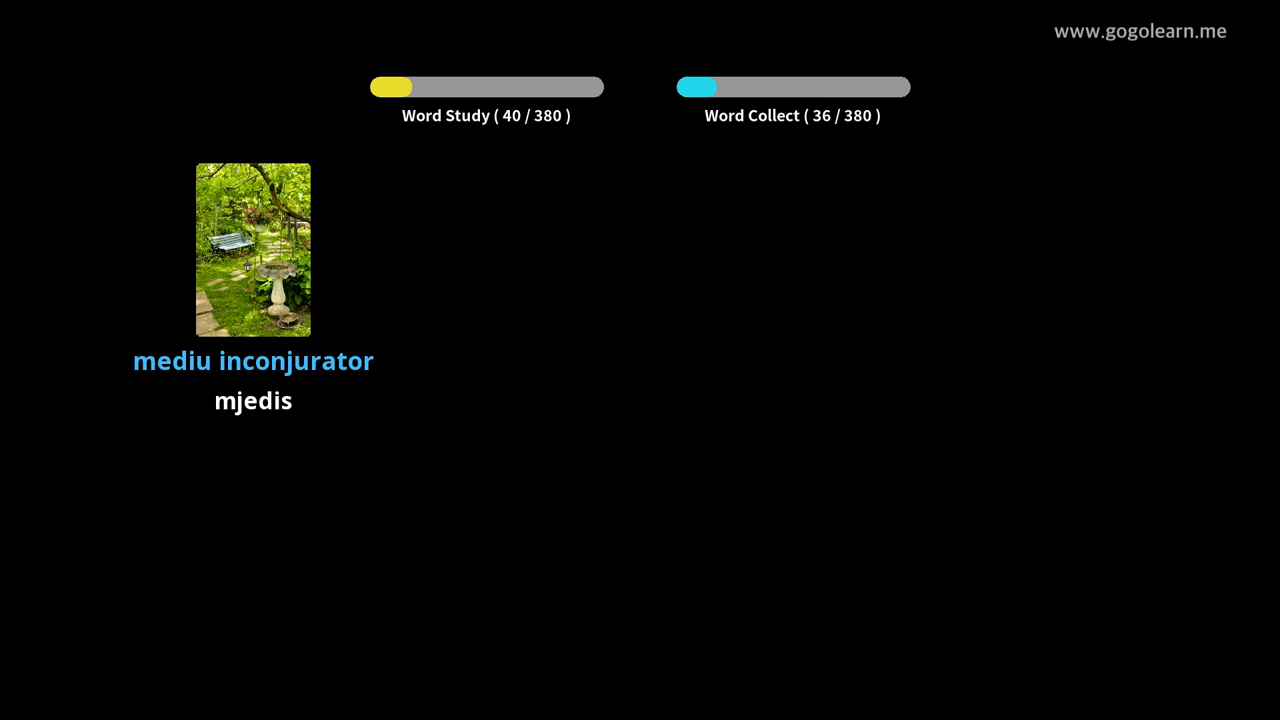 www.gogolearn.me
Word Study ( 40 / 380 )
Word Collect ( 36 / 380 )
mediu inconjurator
mjedis